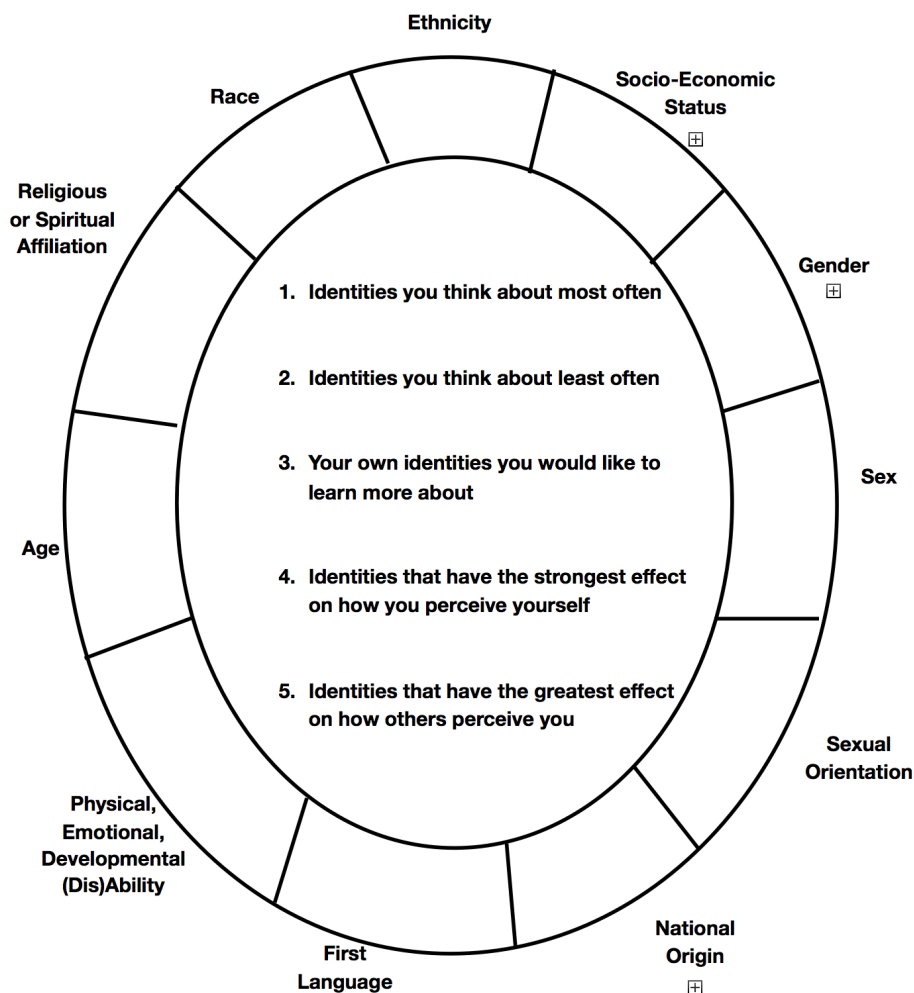 Ethnicity
Socio-Economic
Status
Race
Religious
or Spiritual
Affiliation
Gender
1. Identities you think about most often
2. Identities you think about least often
3. Your own identities you would like to
learn more about
Sex
Age
4. Identities that have the strongest effect
on how you perceive yourself
5. Identities that have the greatest effect
on how others perceive you
Sexual
Orientation
Physical,
Emotional,
Developmental
(Dis)Ability
National
Origin
First
Language